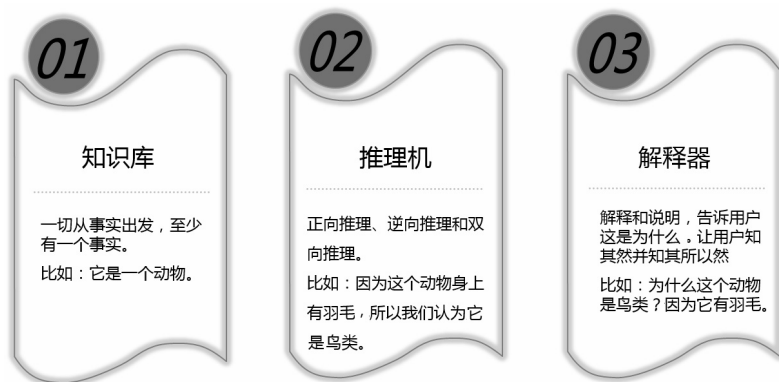 01
知识库
一切从事实出发，至少
有一个事实。
比如：它是一个动物。
02
推理机
正向推理、逆向推理和双
向推理。
比如：因为这个动物身上
有羽毛，所以我们认为它
是鸟类。
03
解释器
解释和说明，告诉用户
这是为什么。让用户知
其然并知其所以然
比如：为什么这个动物
是鸟类？因为它有羽毛。